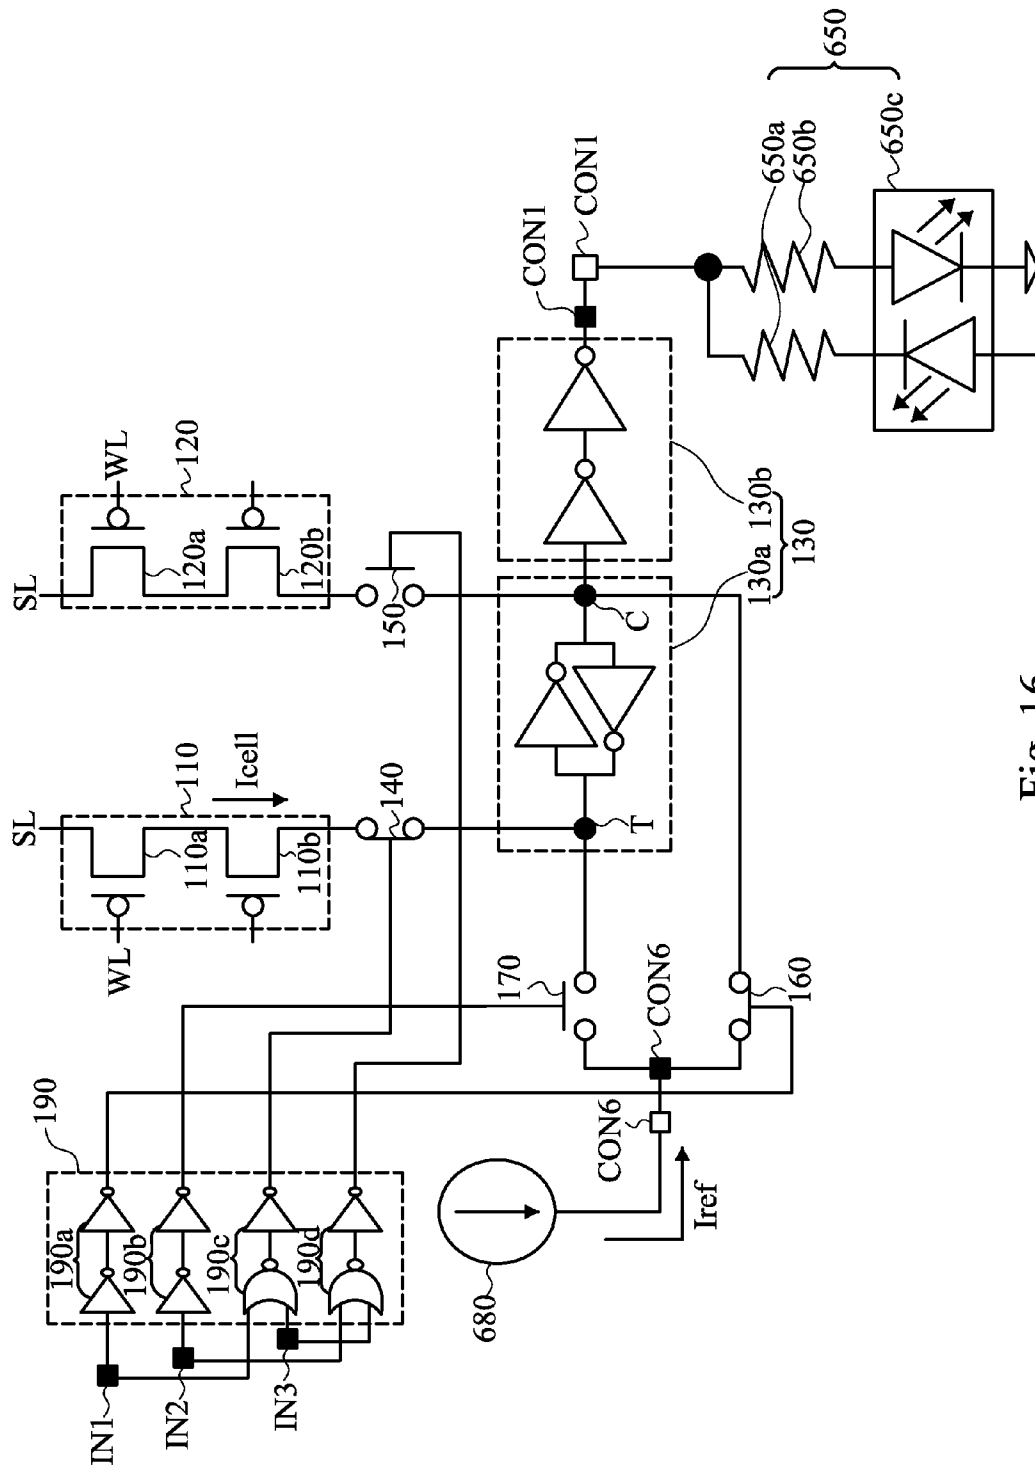 SL
SL
WL
110
120
WL
110a
120a
Icell
110b
120b
140
150
190
190a
190b
190c
190d
IN1
IN2
IN3
170
T
C
CON1
CON1
130a
130b
130
680
CON6
CON6
160
Iref
650a
650b
650
650c
Fig. 16